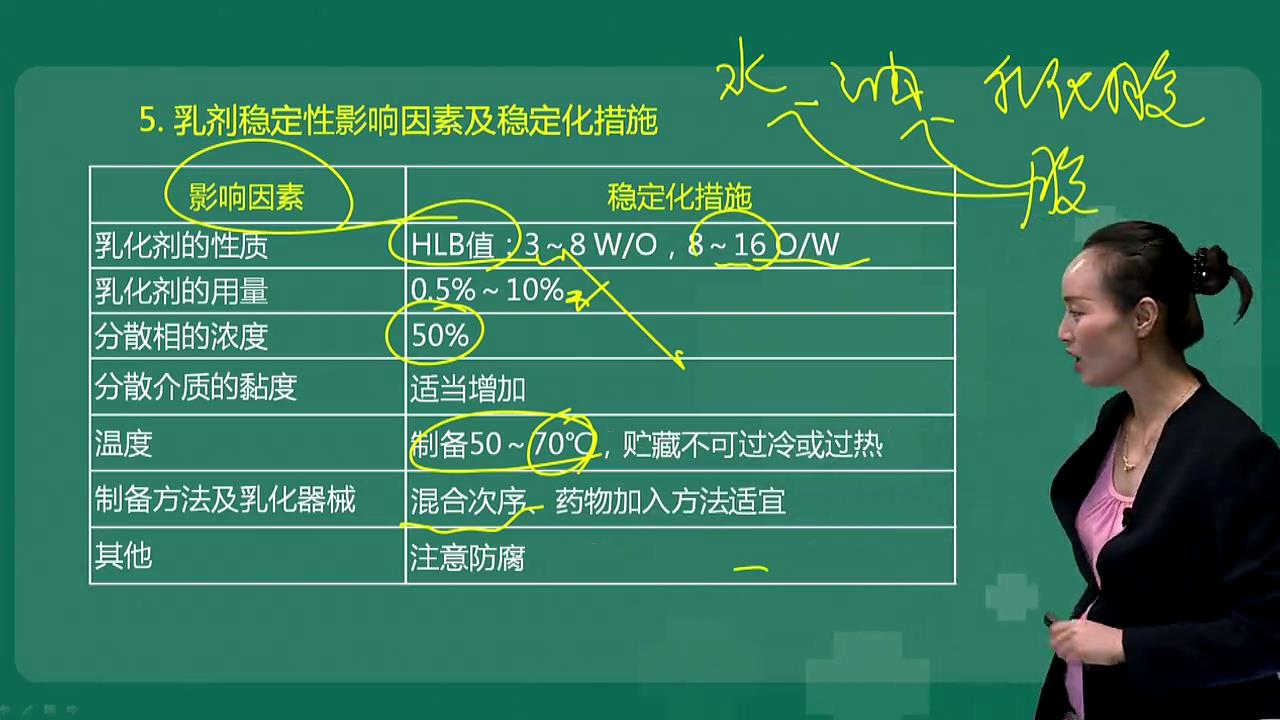 水 油 乳化膜
膜
5. 乳剂稳定性影响因素及稳定化措施
影响因素 稳定化措施
乳化剂的性质 HLB值：3～8 W/O，8～16 O/W
乳化剂的用量 0.5%～10%
分散相的浓度 50%
分散介质的黏度 适当增加
温度 制备50～70℃，贮藏不可过冷或过热
制备方法及乳化器械 混合次序、药物加入方法适宜
其他 注意防腐